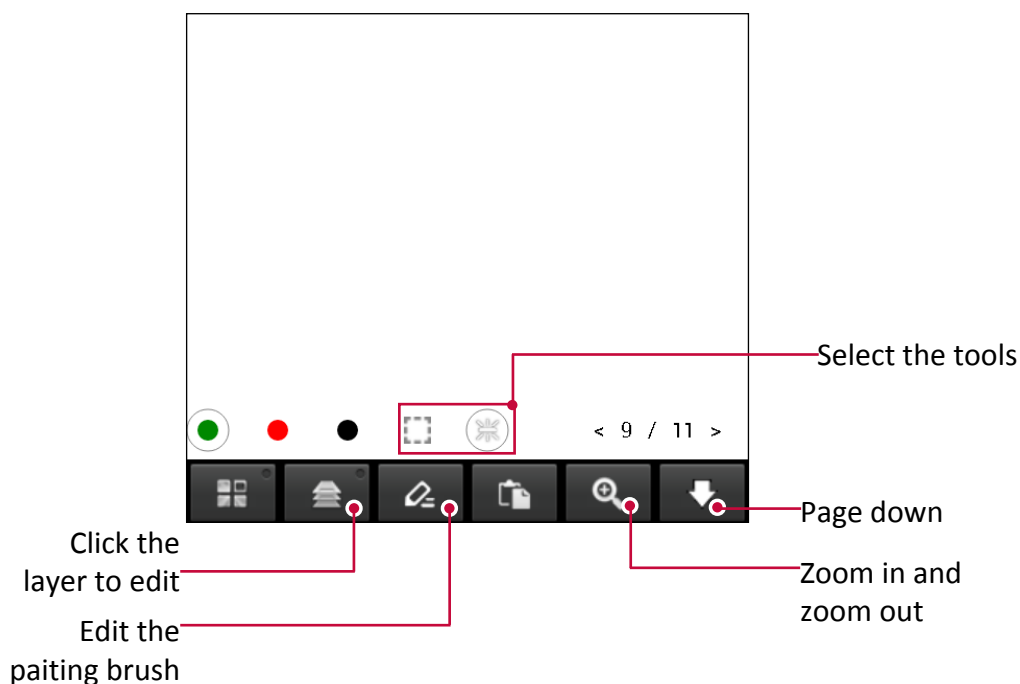 Select the tools
< 9 / 11 >
Page down
Click the
layer to edit
Zoom in and
zoom out
Edit the
paiting brush